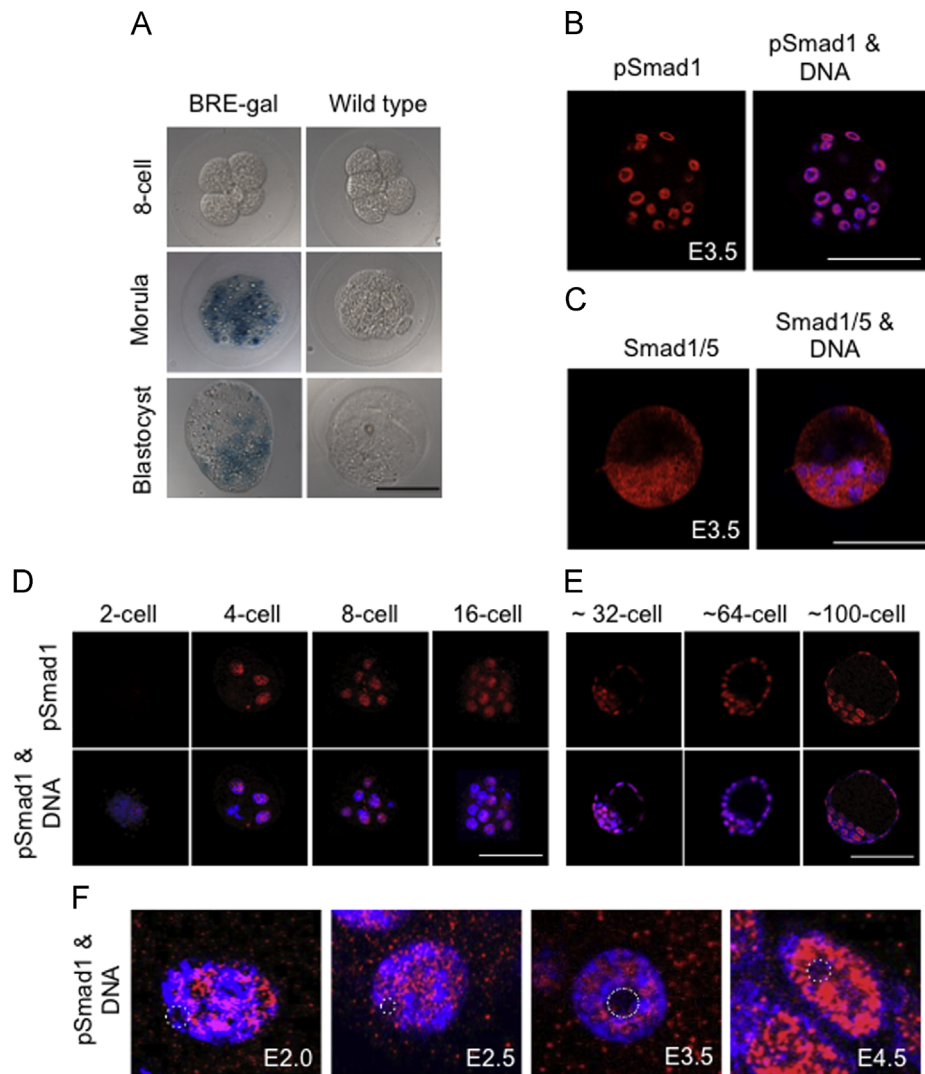 A
BRE-gal Wild type
8-cell
Morula
Blastocyst
B
pSmad1
pSmad1 &
DNA
E3.5
C
Smad1/5
Smad1/5 &
DNA
E3.5
D
2-cell 4-cell 8-cell 16-cell
pSmad1
pSmad1 &
DNA
E
~ 32-cell ~64-cell ~100-cell
F
pSmad1 &
DNA
E2.0 E2.5 E3.5 E4.5